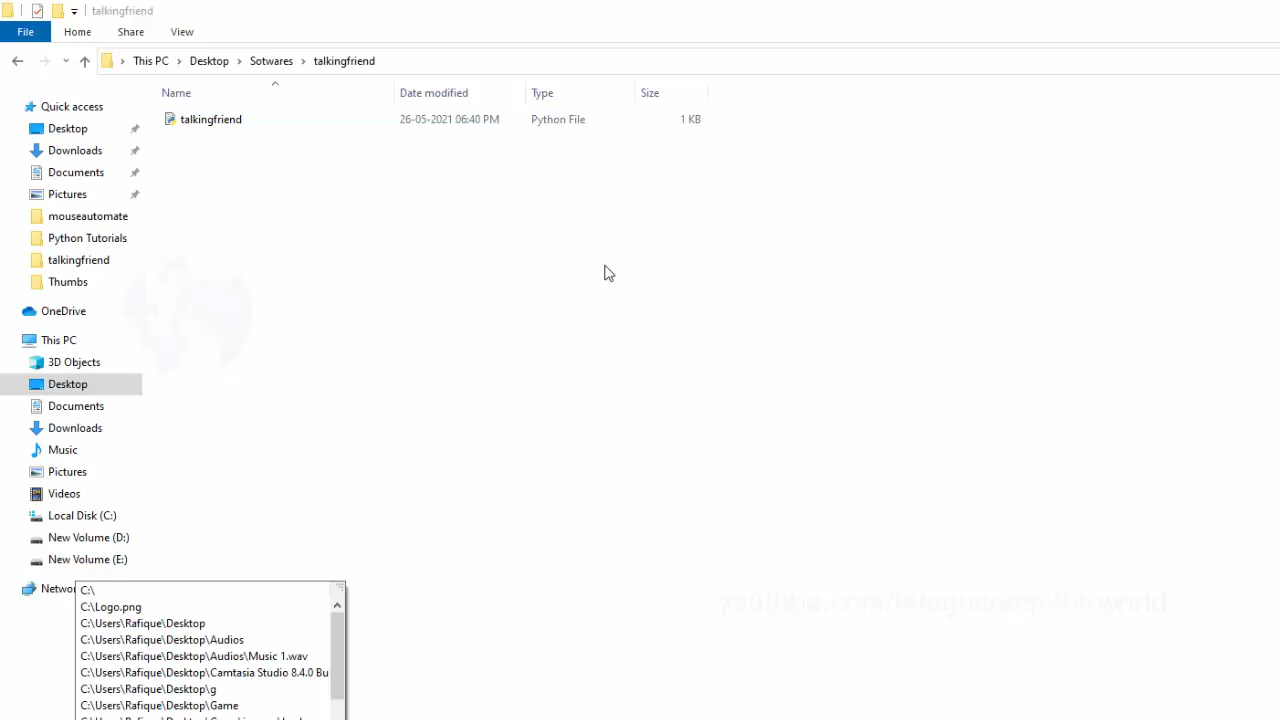 talkingfriend
File Home Share View
This PC Desktop Sotwares talkingfriend
Name Date modified Type Size
talkingfriend 26-05-2021 06:40 PM Python File 1 KB
Quick access
Desktop
Downloads
Documents
Pictures
mouseautomate
Python Tutorials
talkingfriend
Thumbs
OneDrive
This PC
3D Objects
Desktop
Documents
Downloads
Music
Pictures
Videos
Local Disk (C:)
New Volume (D:)
New Volume (E:)
Netwo
C:\
C:\Logo.png
C:\Users\Rafique\Desktop
C:\Users\Rafique\Desktop\Audios
C:\Users\Rafique\Desktop\Audios\Music 1.wav
C:\Users\Rafique\Desktop\Camtasia Studio 8.4.0 Bu
C:\Users\Rafique\Desktop\g
C:\Users\Rafique\Desktop\Game
youtube.com/telugucomputerworld